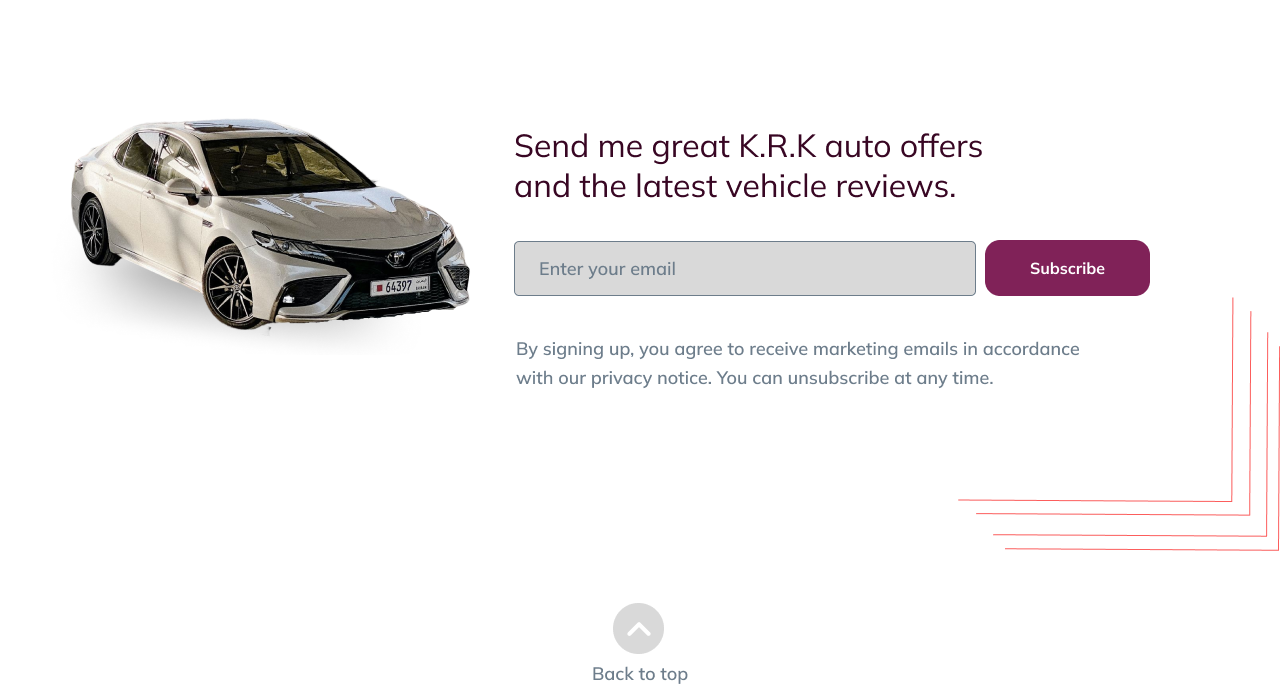 Send me great K.R.K auto offers
and the latest vehicle reviews.
Enter your email
Subscribe
64397
By signing up, you agree to receive marketing emails in accordance
with our privacy notice. You can unsubscribe at any time.
Back to top